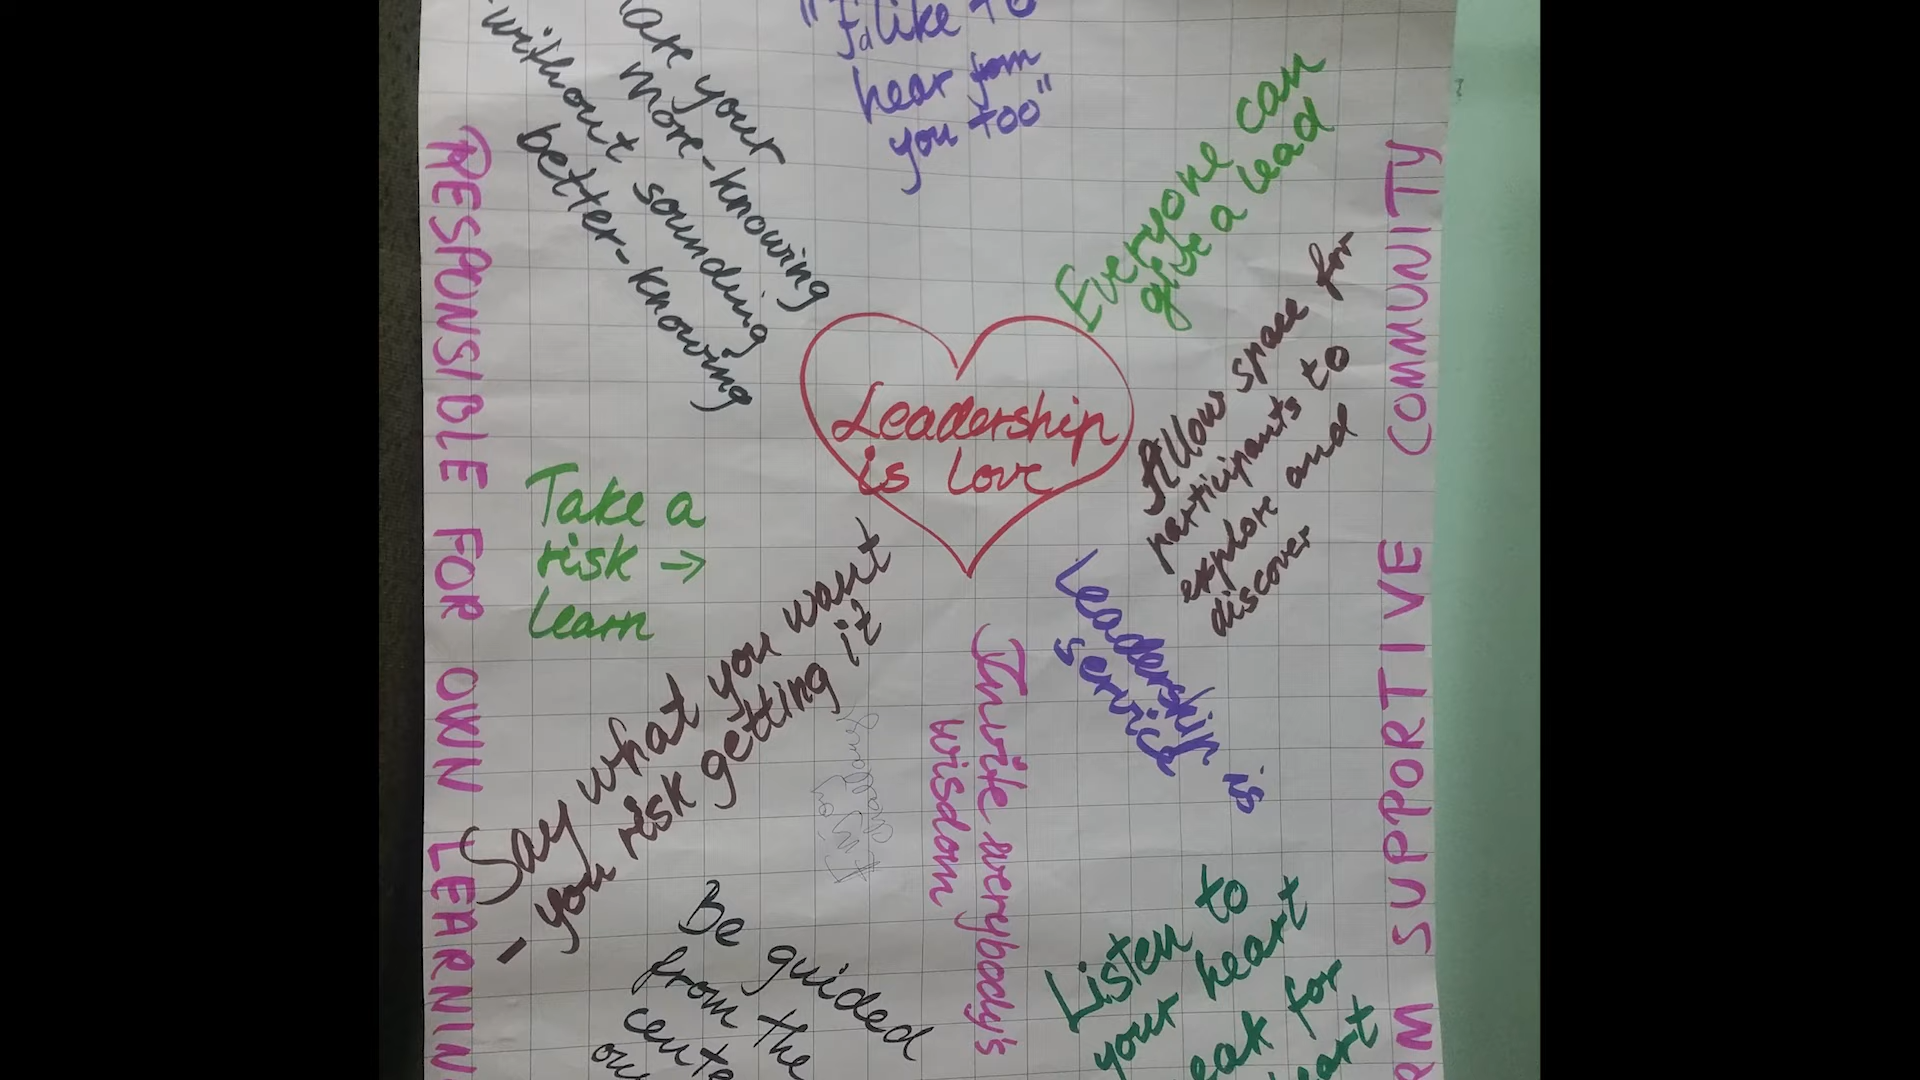 your
more-knowing
without sounding
better-knowing
"I'd like to
hear from
you too"
Everyone can
give a lead
Allow space for
participants to
explore and
discover
Leadership
is love
Take a
risk →
Learn
Say what you want
- you risk getting it
Leadership is
service
Invite everybody's
wisdom
Be guided
from the
Listen to
your heart
for
RESPONSIBLE FOR OWN
SUPPORTIVE COMMUNITY